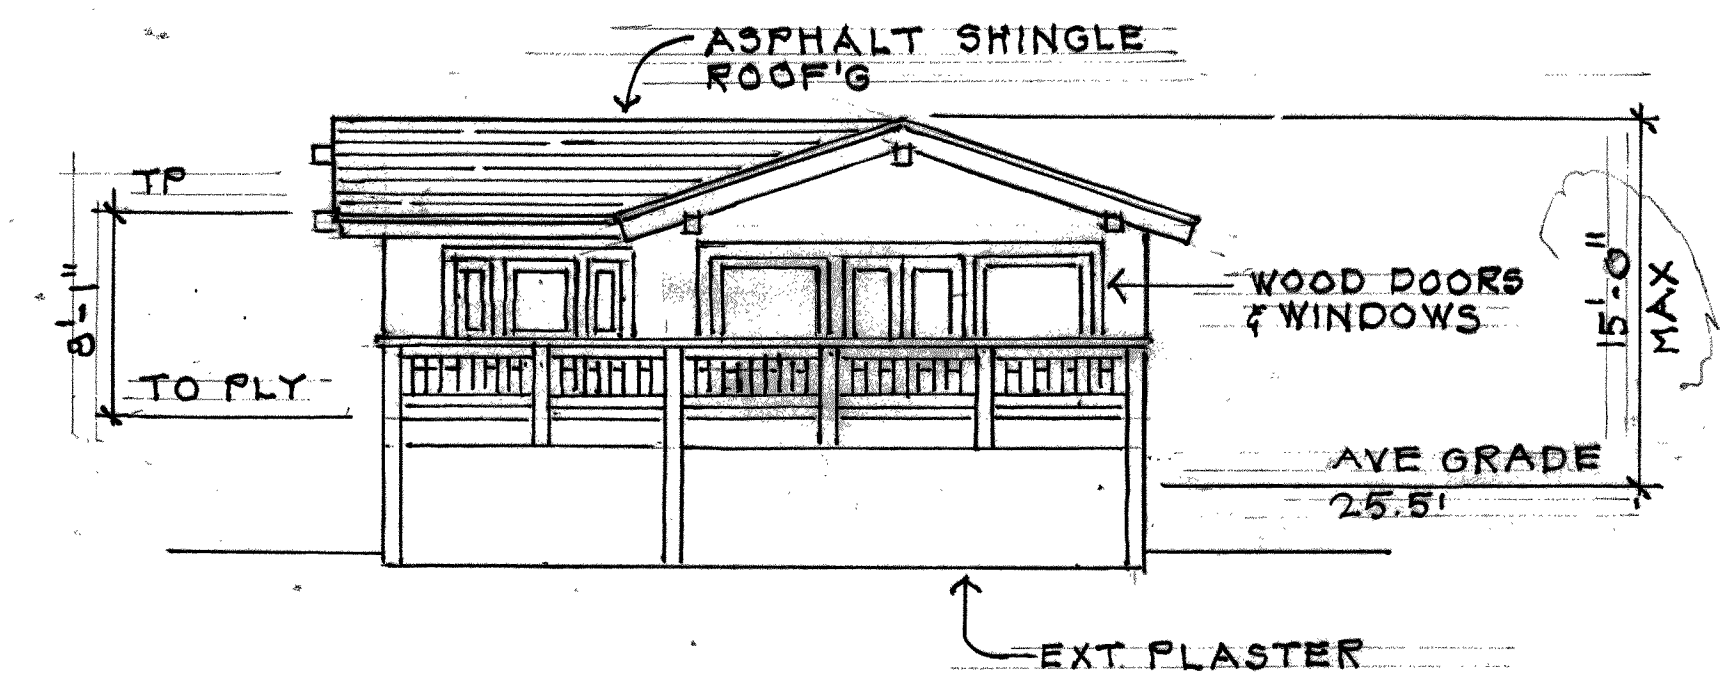 ASPHALT SHINGLE
ROOF'G
TP
8'-1"
TO PLY
WOOD DOORS
& WINDOWS
15'-0"
MAX
AVE GRADE
25.5'
EXT. PLASTER